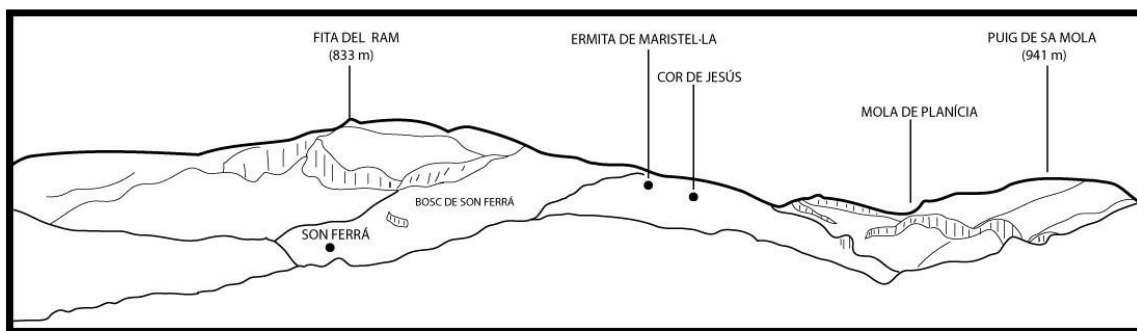 FITA DEL RAM
(833 m)
ERMITA DE MARISTEL-LA
COR DE JESÚS
PUIG DE SA MOLA
(941 m)
MOLA DE PLANÍCIA
BOSC DE SON FERRÁ
SON FERRÁ